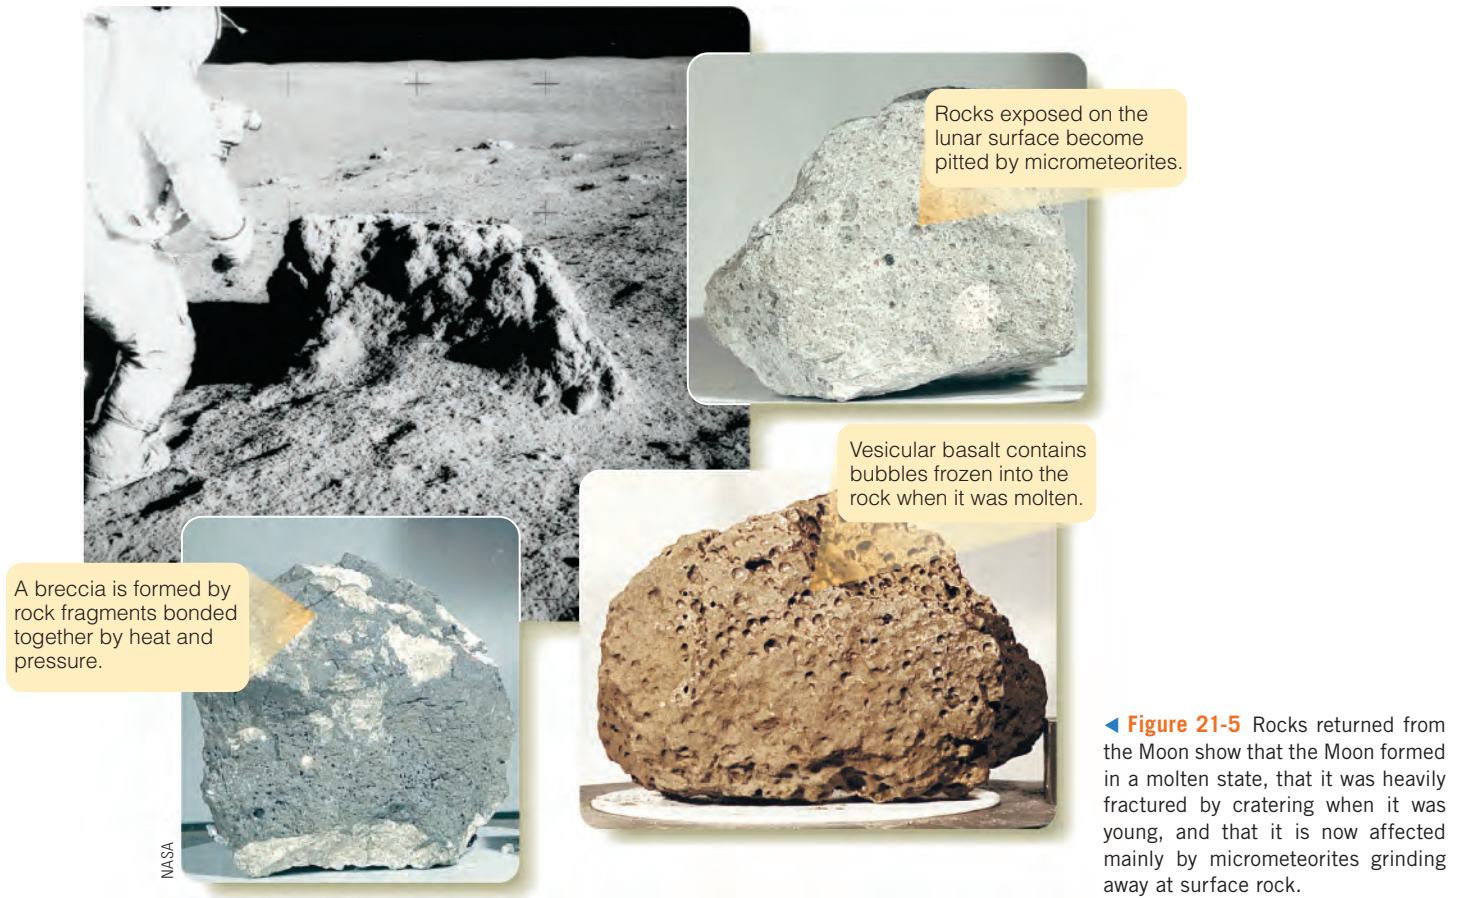 Rocks exposed on the
lunar surface become
pitted by micrometeorites.
Vesicular basalt contains
bubbles frozen into the
rock when it was molten.
A breccia is formed by
rock fragments bonded
together by heat and
pressure.
NASA
◀ Figure 21-5 Rocks returned from
the Moon show that the Moon formed
in a molten state, that it was heavily
fractured by cratering when it was
young, and that it is now affected
mainly by micrometeorites grinding
away at surface rock.